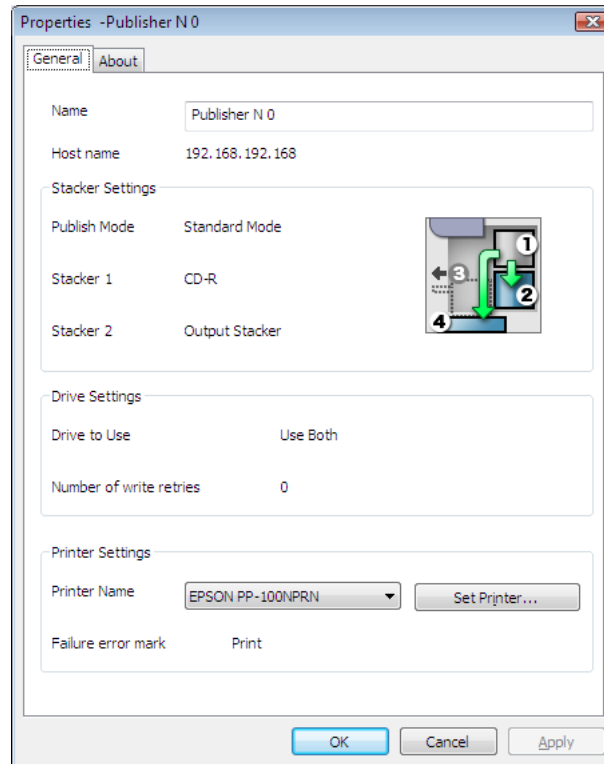 Properties -Publisher N 0
General About
Name Publisher N 0
Host name 192.168.192.168
Stacker Settings
Publish Mode Standard Mode
1
Stacker 1 CD-R
3
2
Stacker 2 Output Stacker
4
Drive Settings
Drive to Use Use Both
Number of write retries 0
Printer Settings
Printer Name EPSON PP-100NPRN Set Printer...
Failure error mark Print
OK Cancel Apply